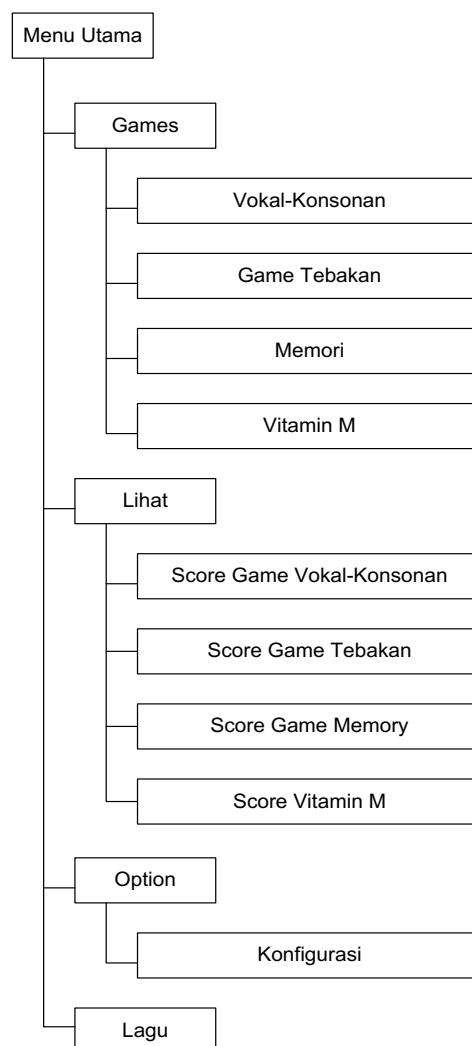 Menu Utama
Games
Vokal-Konsonan
Game Tebakan
Memori
Vitamin M
Lihat
Score Game Vokal-Konsonan
Score Game Tebakan
Score Game Memory
Score Vitamin M
Option
Konfigurasi
Lagu